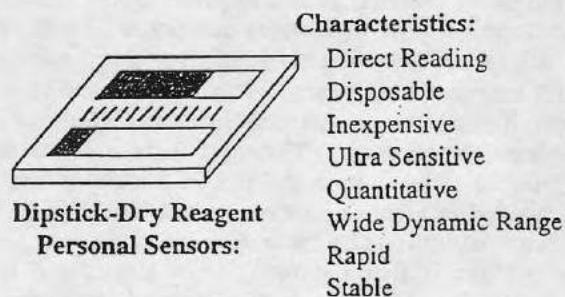 Characteristics:
Direct Reading
Disposable
Inexpensive
Ultra Sensitive
Quantitative
Wide Dynamic Range
Rapid
Stable
Dipstick-Dry Reagent
Personal Sensors: